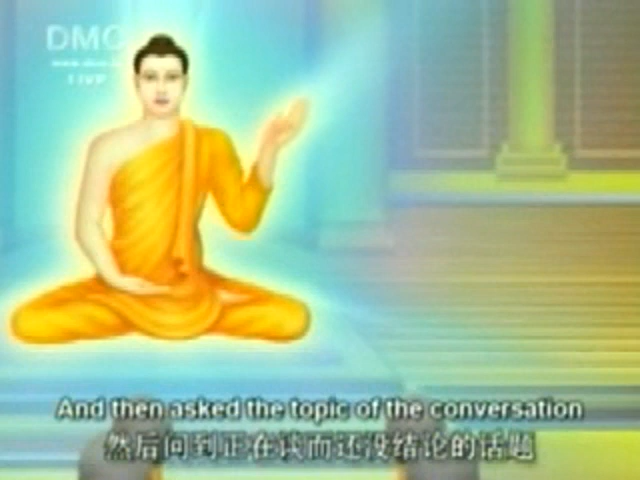 DMC
LIVE
And then asked the topic of the conversation
然后问到正在谈而还没结论的话题